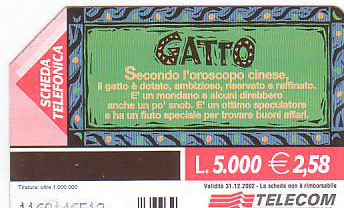 SCHEDA
TELEFONICA
GATTO
Secondo l'oroscopo cinese,
Il gatto è dotato, ambizioso, riservato e raffinato.
E' un mondano e alcuni direbbero
anche un po' snob. E' un ottimo speculatore
e ha un fiuto speciale per trovare buoni affari.
L. 5.000 € 2,58
Tiratura: oltre 1.000.000
Validità 31.12.2002 - La scheda non è rimborsabile
TELECOM